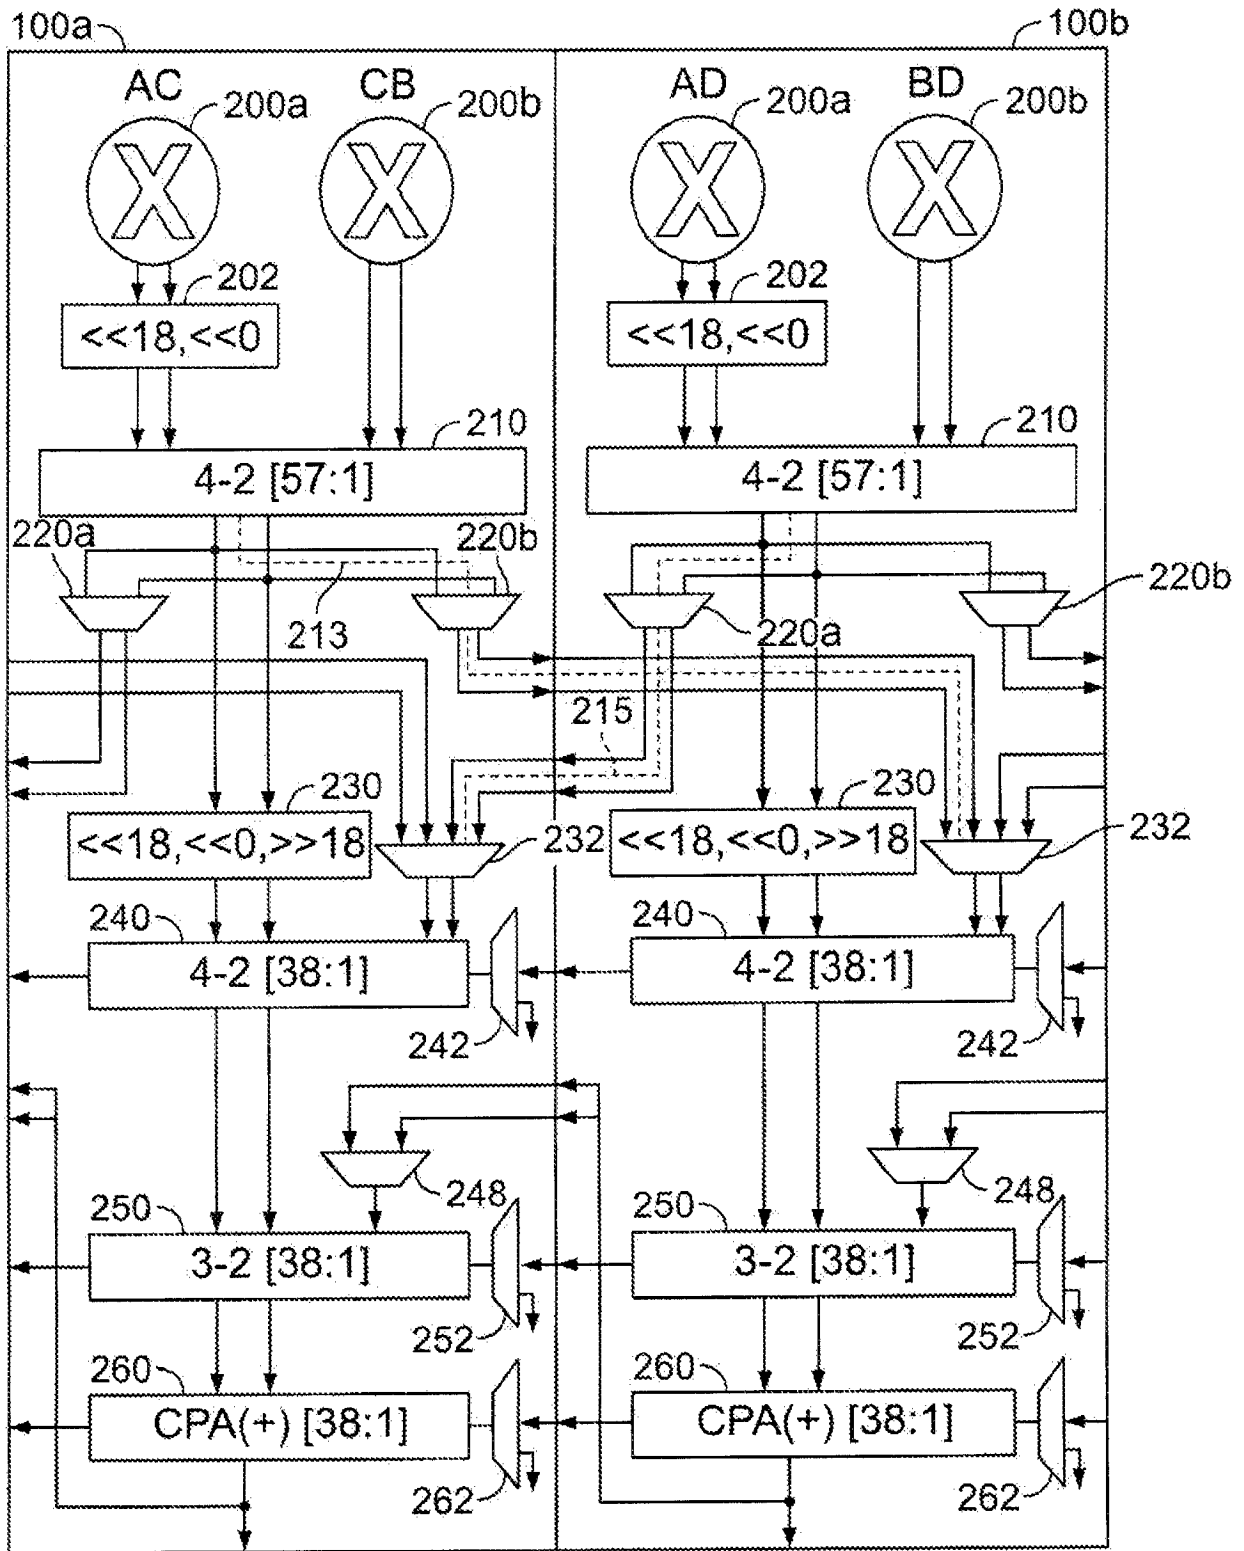 100a
100b
AC
CB
AD
BD
200a
200b
200a
200b
202
202
<<18,<<0
<<18,<<0
210
210
4-2 [57:1]
4-2 [57:1]
220a
220b
220b
213
220a
215
230
230
<<18,<<0,>>18
232
<<18,<<0,>>18
232
240
240
4-2 [38:1]
4-2 [38:1]
242
242
248
248
250
250
3-2 [38:1]
3-2 [38:1]
252
252
260
260
CPA(+) [38:1]
CPA(+) [38:1]
262
262